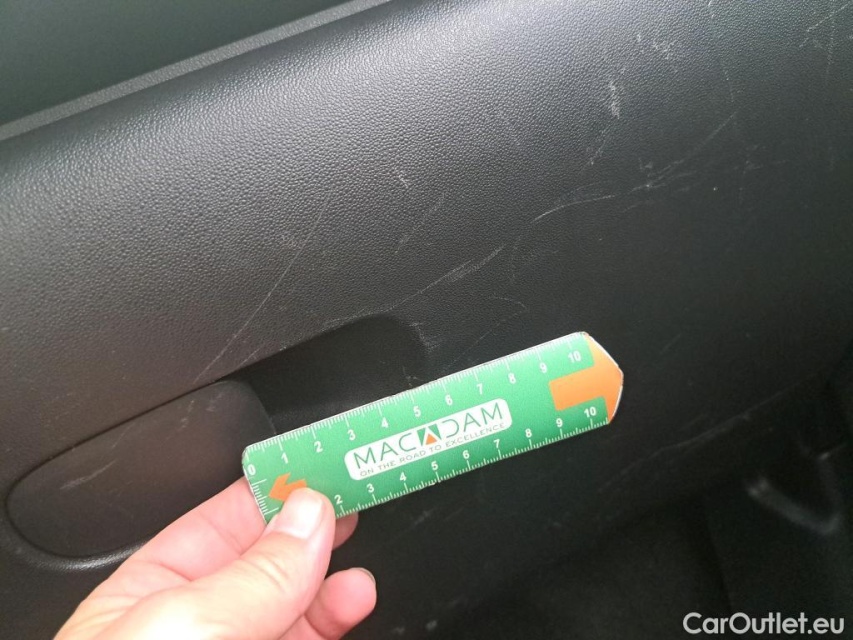 0 1 2 3 4 5 6 7 8 9 10
MACADAM
ON THE ROAD TO EXCELLENCE
2 3 4 5 6 7 8 9 10
CarOutlet.eu